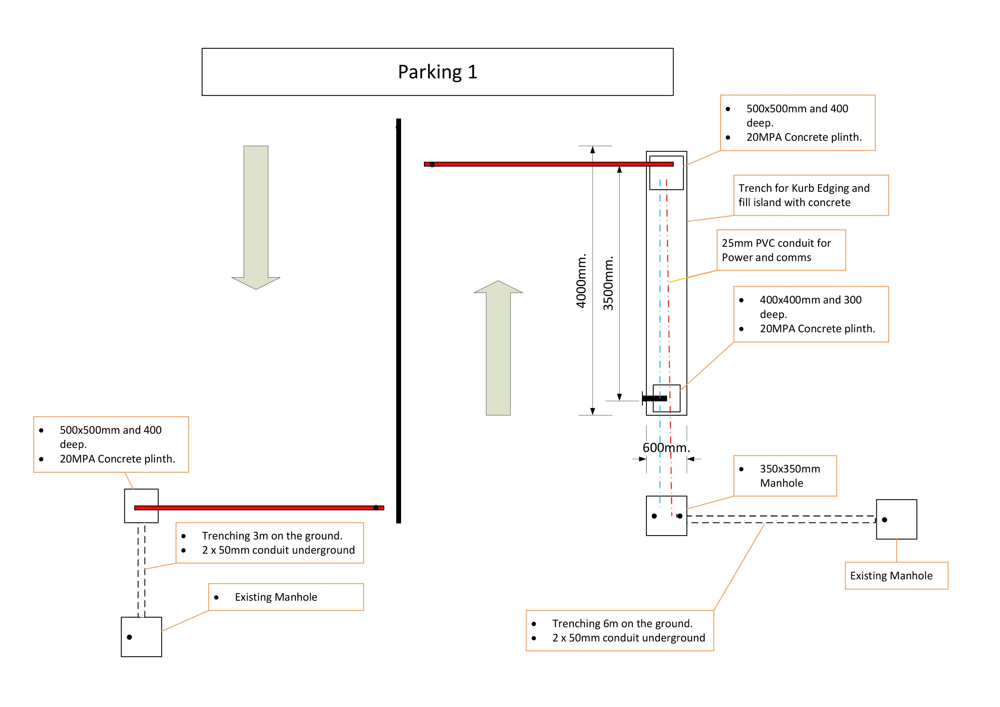 Parking 1
• 500x500mm and 400
deep.
• 20MPA Concrete plinth.
Trench for Kurb Edging and
fill island with concrete
25mm PVC conduit for
Power and comms
4000mm.
3500mm.
• 400x400mm and 300
deep.
• 20MPA Concrete plinth.
• 500x500mm and 400
deep.
• 20MPA Concrete plinth.
600mm.
• 350x350mm
Manhole
• Trenching 3m on the ground.
• 2 x 50mm conduit underground
Existing Manhole
• Existing Manhole
• Trenching 6m on the ground.
• 2 x 50mm conduit underground